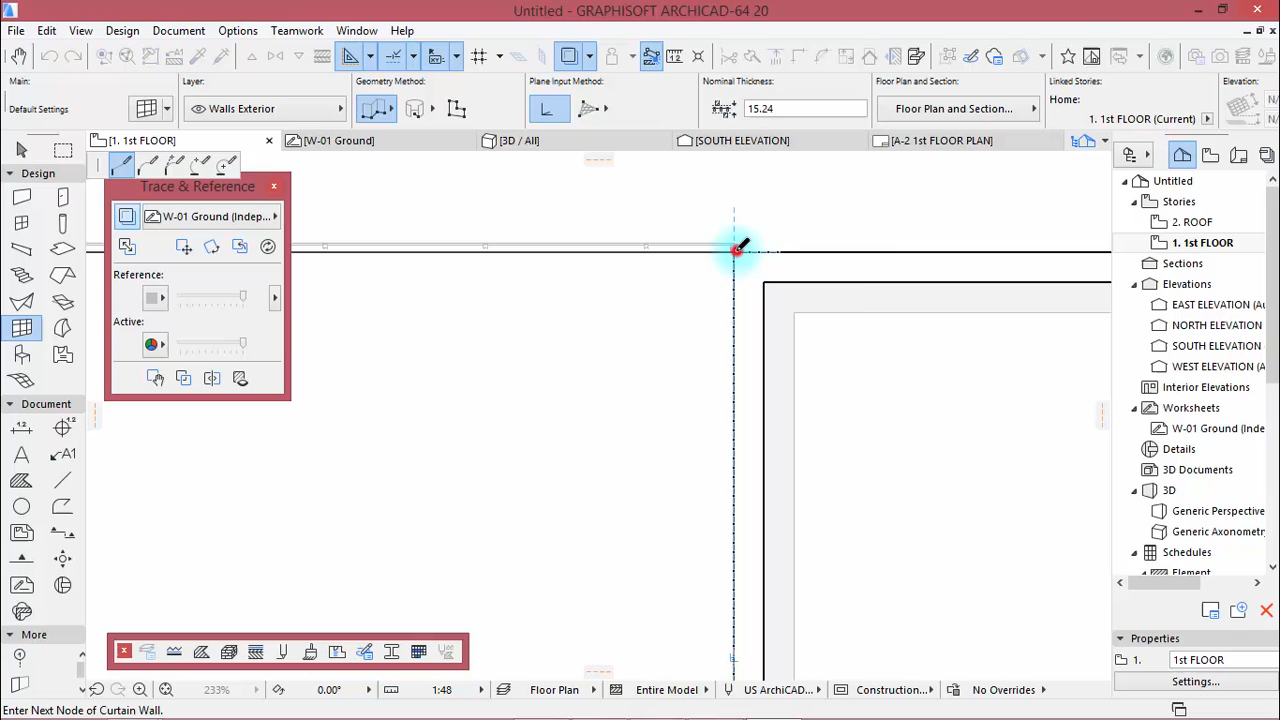 Untitled - GRAPHISOFT ARCHICAD-64 20
File Edit View Design Document Options Teamwork Window Help
Main: Layer: Geometry Method: Plane Input Method: Nominal Thickness: Floor Plan and Section: Linked Stories: Elevation:
Default Settings Walls Exterior 15.24 Floor Plan and Section... Home:
1. 1st FLOOR (Current)
[1. 1st FLOOR] [W-01 Ground] [3D / All] [SOUTH ELEVATION] [A-2 1st FLOOR PLAN]
Design
Trace & Reference
W-01 Ground (Indep...
Reference:
Active:
Document
More
Untitled
Stories
2. ROOF
1. 1st FLOOR
Sections
Elevations
EAST ELEVATION (Au
NORTH ELEVATION
SOUTH ELEVATION
WEST ELEVATION (A
Interior Elevations
Worksheets
W-01 Ground (Inde
Details
3D Documents
3D
Generic Perspective
Generic Axonometry
Schedules
Element
Properties
1. 1st FLOOR
Settings...
233% 0.00° 1:48 Floor Plan Entire Model US ArchiCAD... Construction... No Overrides
Enter Next Node of Curtain Wall.